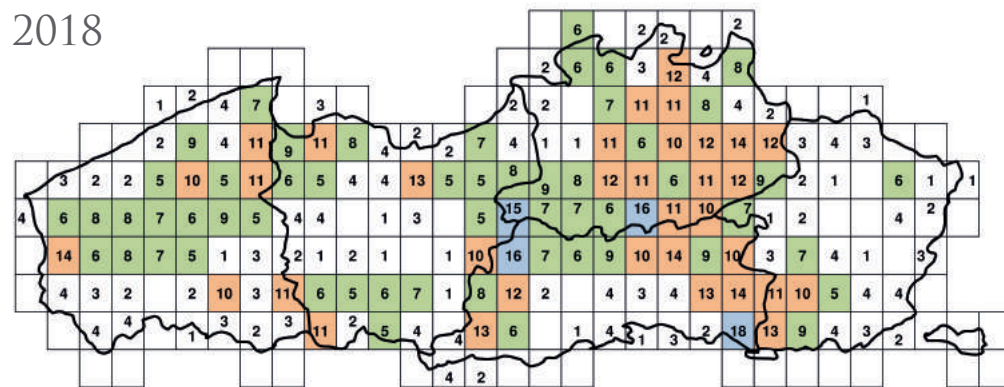 2018
6 2 2 2
2 6 6 3 12 4 8
1 2 4 7 3 2 2 7 11 11 8 4 2 1
2 9 4 11 9 11 8 4 2 2 7 4 1 1 11 6 10 12 14 12 3 4 3
3 2 2 5 10 5 11 6 5 4 4 13 5 5 8 9 8 12 11 6 11 12 9 2 1 6 1 1
4 6 8 8 7 6 9 5 4 4 1 3 5 15 7 7 6 16 11 10 7 1 2 4 2
14 6 8 7 5 1 3 2 1 2 1 1 10 16 7 6 9 10 14 9 10 3 7 4 1 3
4 3 2 2 10 3 11 6 5 6 7 1 8 12 2 4 3 4 13 14 11 10 5 4 4
4 4 1 3 2 3 11 2 5 4 4 13 6 1 4 1 3 2 18 13 9 4 3 2
4 2